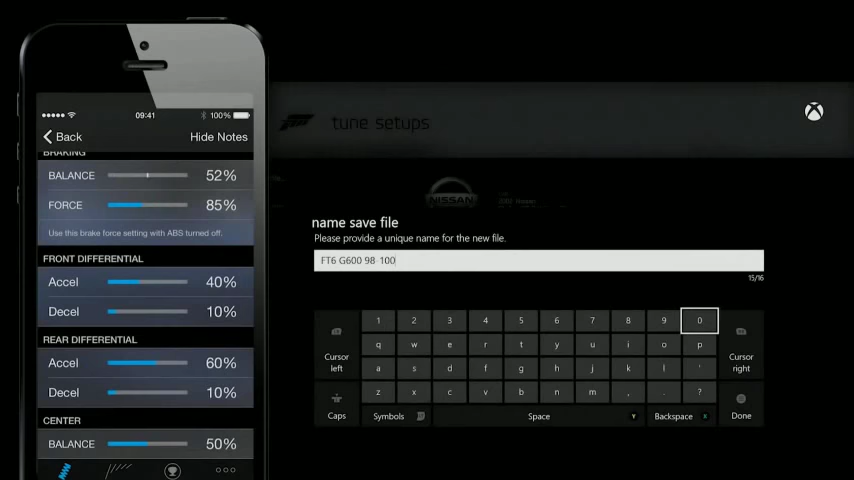 09:41
100%
Back
Hide Notes
BRAKING
BALANCE
52%
FORCE
85%
Use this brake force setting with ABS turned off.
FRONT DIFFERENTIAL
Accel
40%
Decel
10%
REAR DIFFERENTIAL
Accel
60%
Decel
10%
CENTER
BALANCE
50%
tune setups
NISSAN
name save file
Please provide a unique name for the new file.
FT6 G600 98 100
15/16
1 2 3 4 5 6 7 8 9 0
q w e r t y u i o p
a s d f g h j k l '
z x c v b n m , . ?
Cursor
left
Cursor
right
Caps
Symbols
Space
Y
Backspace
X
Done